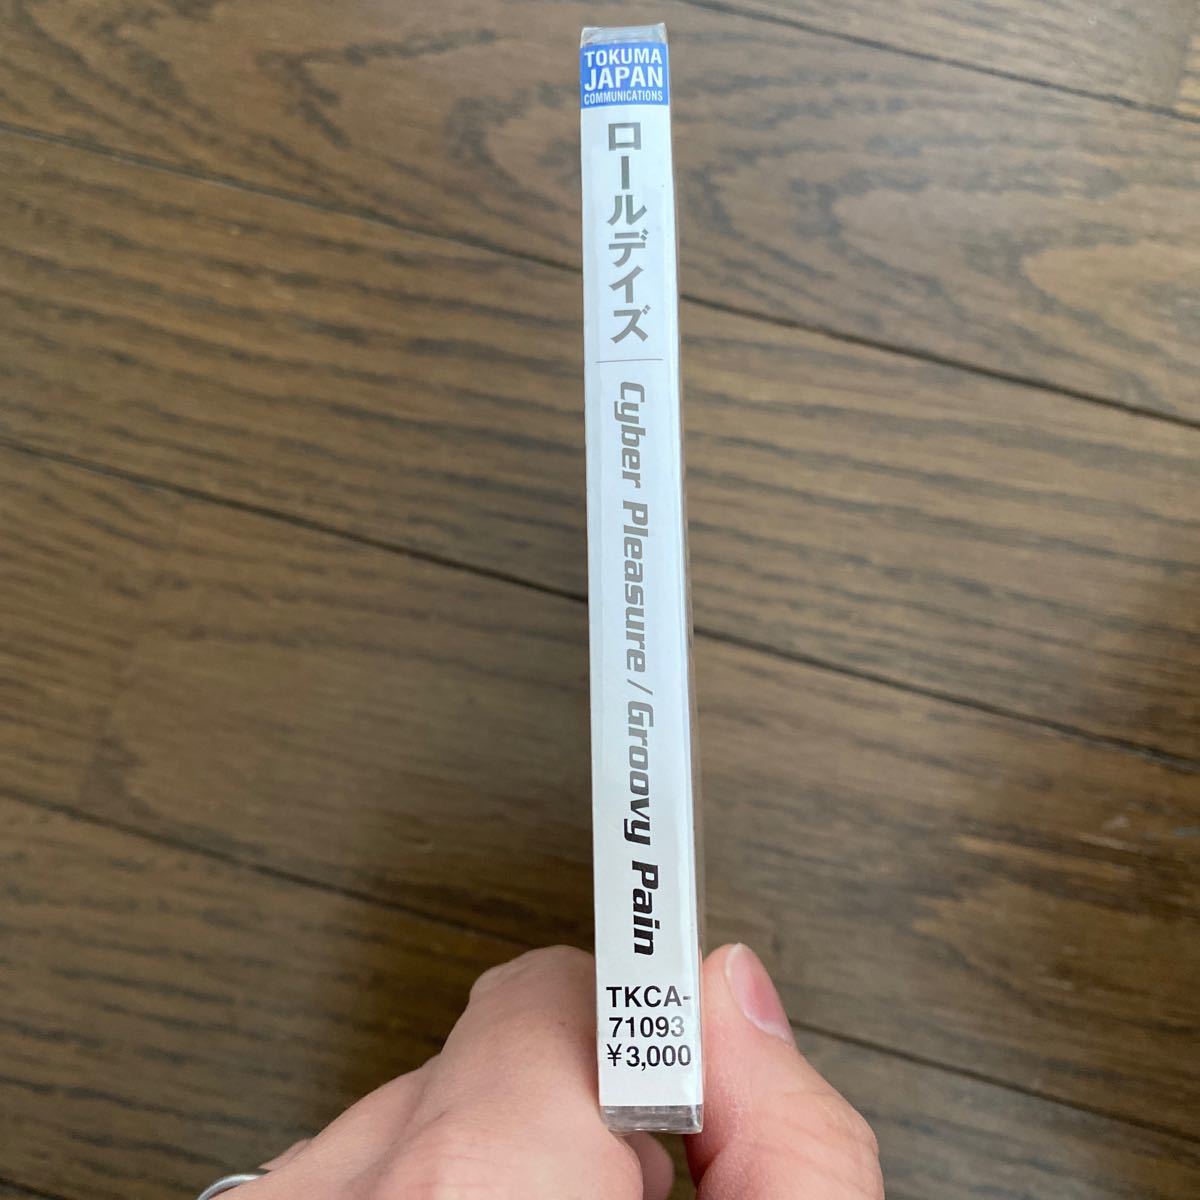 TOKUMA
JAPAN
COMMUNICATIONS
ロールデイズ
Cyber Pleasure / Groovy Pain
TKCA-
71093
¥3,000